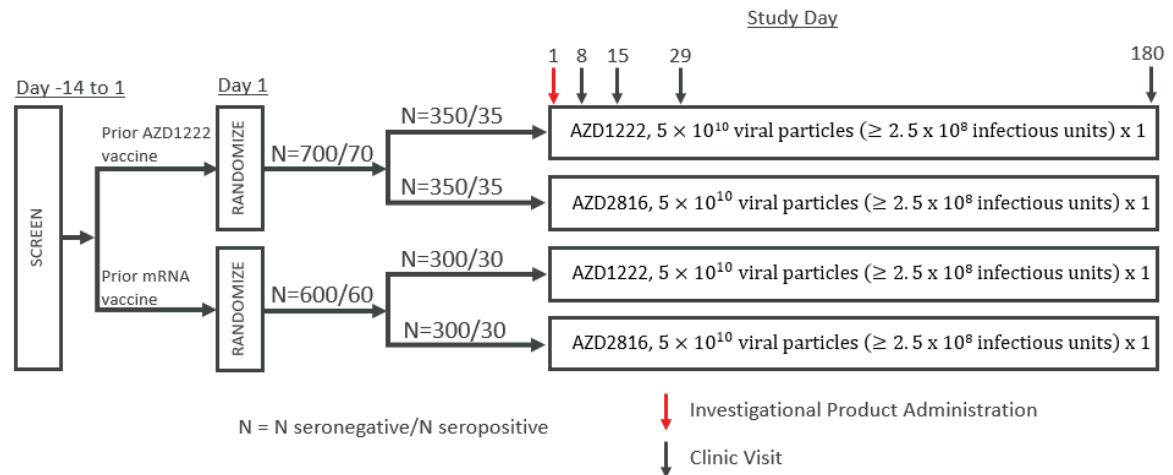 Study Day
1 8 15 29 180
Day -14 to 1
Day 1
SCREEN
Prior AZD1222
vaccine
RANDOMIZE
N=700/70
N=350/35
AZD1222, 5 × 10¹⁰ viral particles (≥ 2.5 x 10⁸ infectious units) x 1
N=350/35
AZD2816, 5 × 10¹⁰ viral particles (≥ 2.5 x 10⁸ infectious units) x 1
Prior mRNA
vaccine
RANDOMIZE
N=600/60
N=300/30
AZD1222, 5 × 10¹⁰ viral particles (≥ 2.5 x 10⁸ infectious units) x 1
N=300/30
AZD2816, 5 × 10¹⁰ viral particles (≥ 2.5 x 10⁸ infectious units) x 1
N = N seronegative/N seropositive
Investigational Product Administration
Clinic Visit